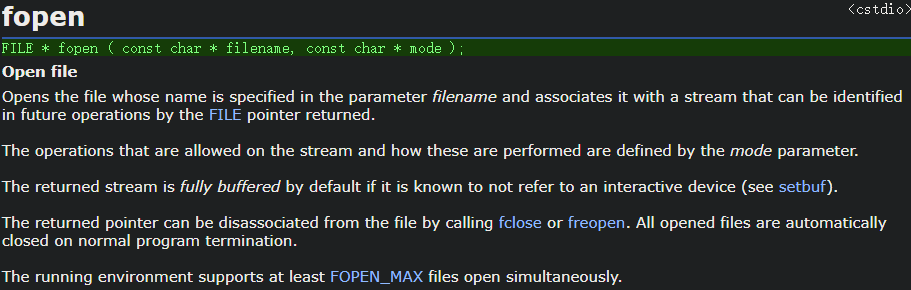 fopen
<cstdio>
FILE * fopen ( const char * filename, const char * mode );
Open file
Opens the file whose name is specified in the parameter filename and associates it with a stream that can be identified
in future operations by the FILE pointer returned.
The operations that are allowed on the stream and how these are performed are defined by the mode parameter.
The returned stream is fully buffered by default if it is known to not refer to an interactive device (see setbuf).
The returned pointer can be disassociated from the file by calling fclose or freopen. All opened files are automatically
closed on normal program termination.
The running environment supports at least FOPEN_MAX files open simultaneously.